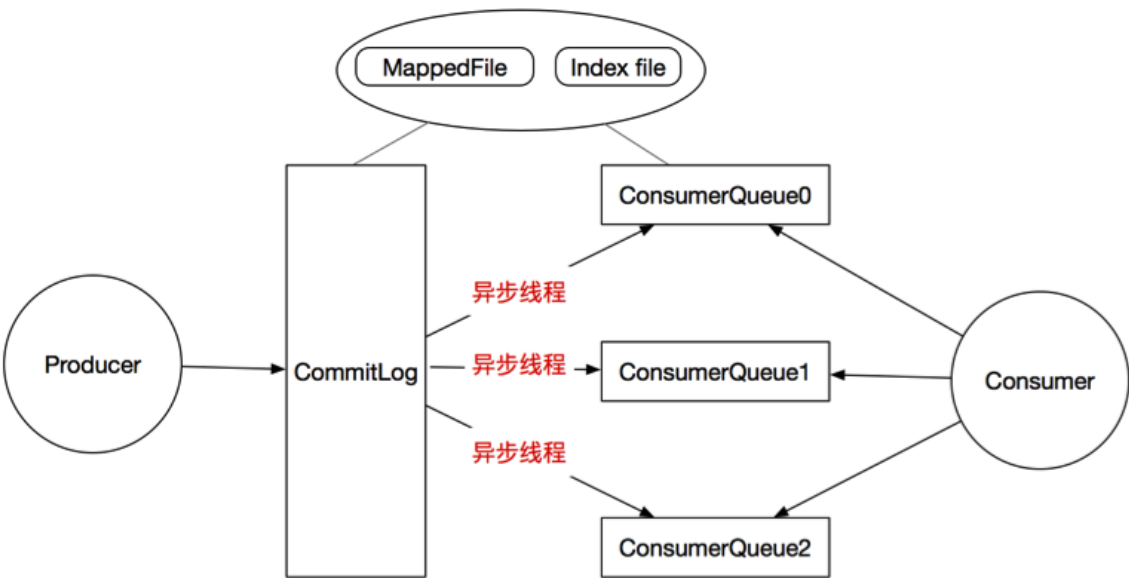 MappedFile
Index file
ConsumerQueue0
异步线程
Producer
CommitLog
异步线程
ConsumerQueue1
Consumer
异步线程
ConsumerQueue2